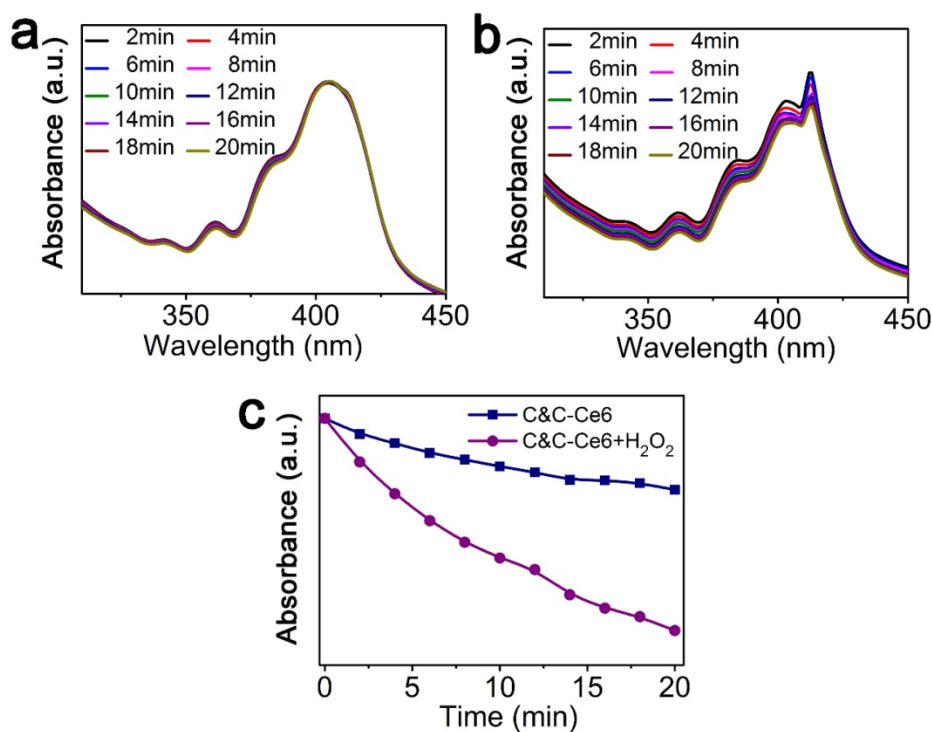 a
2min 4min
6min 8min
10min 12min
14min 16min
18min 20min
Absorbance (a.u.)
350 400 450
Wavelength (nm)
b
2min 4min
6min 8min
10min 12min
14min 16min
18min 20min
Absorbance (a.u.)
350 400 450
Wavelength (nm)
c
C&C-Ce6
C&C-Ce6+H₂O₂
Absorbance (a.u.)
0 5 10 15 20
Time (min)